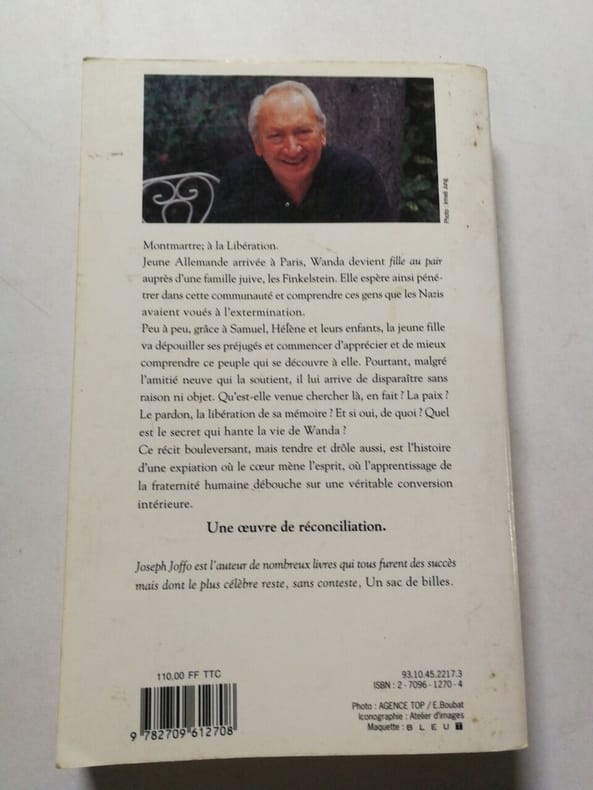 Photo : Irmeli Jung
Montmartre; à la Libération.
Jeune Allemande arrivée à Paris, Wanda devient fille au pair
auprès d'une famille juive, les Finkelstein. Elle espère ainsi péné-
trer dans cette communauté et comprendre ces gens que les Nazis
avaient voués à l'extermination.
Peu à peu, grâce à Samuel, Hélène et leurs enfants, la jeune fille
va dépouiller ses préjugés et commencer d'apprécier et de mieux
comprendre ce peuple qui se découvre à elle. Pourtant, malgré
l'amitié neuve qui la soutient, il lui arrive de disparaître sans
raison ni objet. Qu'est-elle venue chercher là, en fait ? La paix ?
Le pardon, la libération de sa mémoire ? Et si oui, de quoi ? Quel
est le secret qui hante la vie de Wanda ?
Ce récit bouleversant, mais tendre et drôle aussi, est l'histoire
d'une expiation où le cœur mène l'esprit, où l'apprentissage de
la fraternité humaine débouche sur une véritable conversion
intérieure.
Une œuvre de réconciliation.
Joseph Joffo est l'auteur de nombreux livres qui tous furent des succès
mais dont le plus célèbre reste, sans conteste, Un sac de billes.
110,00 FF TTC
9 782709 612708
93.10.45.2217.3
ISBN : 2 - 7096 - 1270 - 4
Photo : AGENCE TOP / E.Boubat
Iconographie : Atelier d'images
Maquette : BLEU T